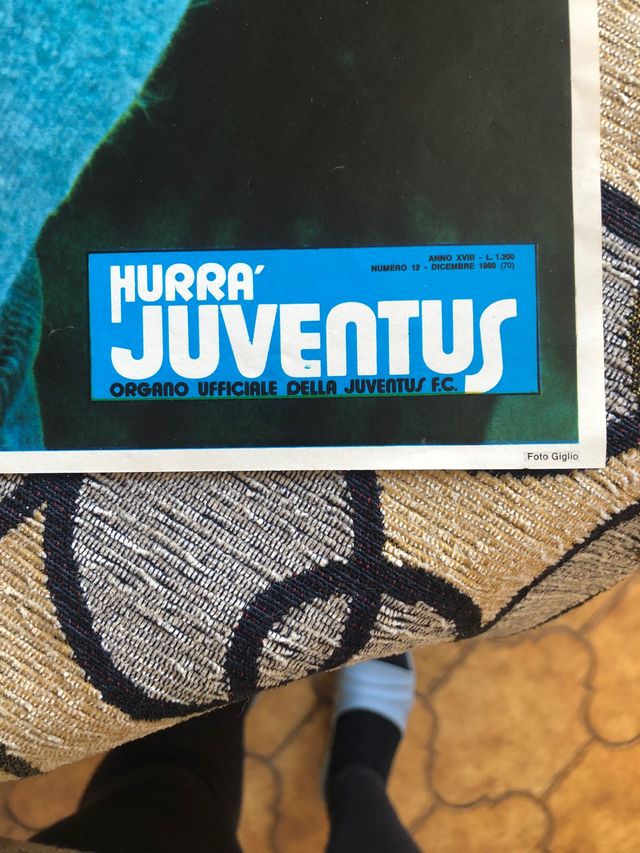 ANNO XVIII - L. 1.200
NUMERO 12 - DICEMBRE 1980 (70)
HURRA'
JUVENTUS
ORGANO UFFICIALE DELLA JUVENTUS F.C.
Foto Giglio